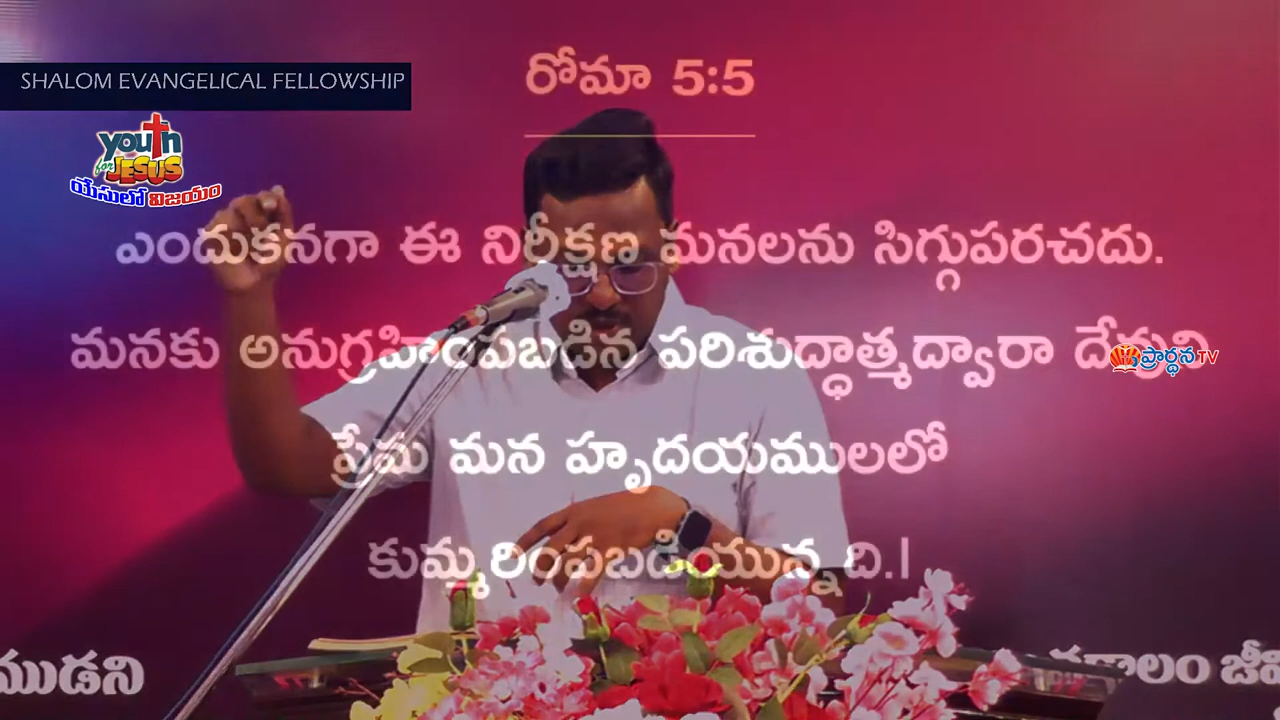 SHALOM EVANGELICAL FELLOWSHIP
youth
for JESUS
యేసులో విజయం
రోమా 5:5
ఎందుకనగా ఈ నిరీక్షణ మనలను సిగ్గుపరచదు.
మనకు అనుగ్రహింపబడిన పరిశుద్ధాత్మద్వారా దేవుని
ప్రార్థన TV
ప్రేమ మన హృదయములలో
కుమ్మరింపబడియున్నది.I
ముడని